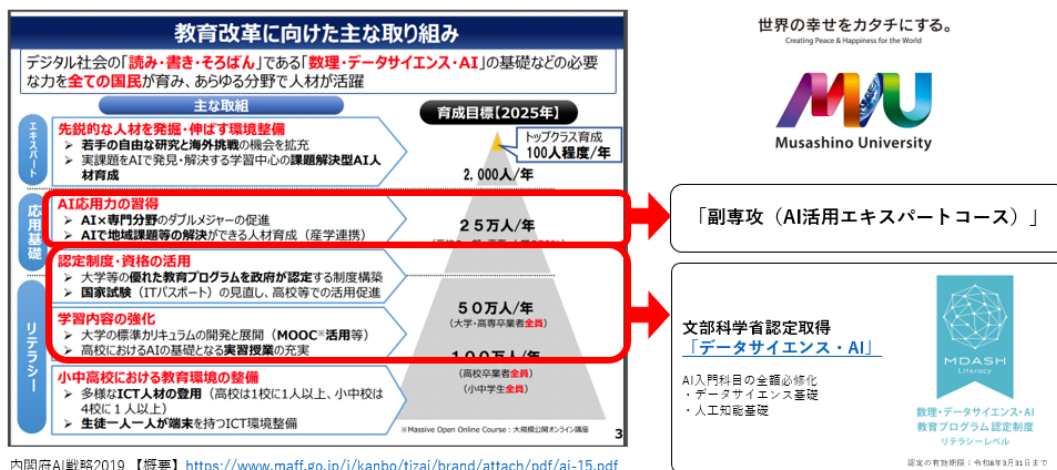 教育改革に向けた主な取り組み
デジタル社会の「読み・書き・そろばん」である「数理・データサイエンス・AI」の基礎などの必要
な力を全ての国民が育み、あらゆる分野で人材が活躍
主な取組
育成目標【2025年】
エキスパート
先鋭的な人材を発掘・伸ばす環境整備
➢ 若手の自由な研究と海外挑戦の機会を拡充
➢ 実課題をAIで発見・解決する学習中心の課題解決型AI人
材育成
トップクラス育成
100人程度/年
2,000人/年
応用基礎
AI応用力の習得
➢ AI×専門分野のダブルメジャーの促進
➢ AIで地域課題等の解決ができる人材育成（産学連携）
25万人/年
認定制度・資格の活用
➢ 大学等の優れた教育プログラムを政府が認定する制度構築
➢ 国家試験（ITパスポート）の見直し、高校等での活用促進
リテラシー
50万人/年
（大学・高専卒業者全員）
学習内容の強化
➢ 大学の標準カリキュラムの開発と展開（MOOC※活用等）
➢ 高校におけるAIの基礎となる実習授業の充実
100万人/年
（高校卒業者全員）
（小中学生全員）
小中高校における教育環境の整備
➢ 多様なICT人材の登用（高校は1校に1人以上、小中校は
4校に１人以上）
➢ 生徒一人一人が端末を持つICT環境整備
※Massive Open Online Course：大規模公開オンライン講座
3
内閣府AI戦略2019 【概要】https://www.maff.go.jp/j/kanbo/tizai/brand/attach/pdf/ai-15.pdf
世界の幸せをカタチにする。
Creating Peace & Happiness for the World
MU
Musashino University
「副専攻（AI活用エキスパートコース）」
文部科学省認定取得
「データサイエンス・AI」
AI入門科目の全額必修化
・データサイエンス基礎
・人工知能基礎
MDASH
Literacy
数理・データサイエンス・AI
教育プログラム認定制度
リテラシーレベル
認定の有効期限：令和8年3月31日まで